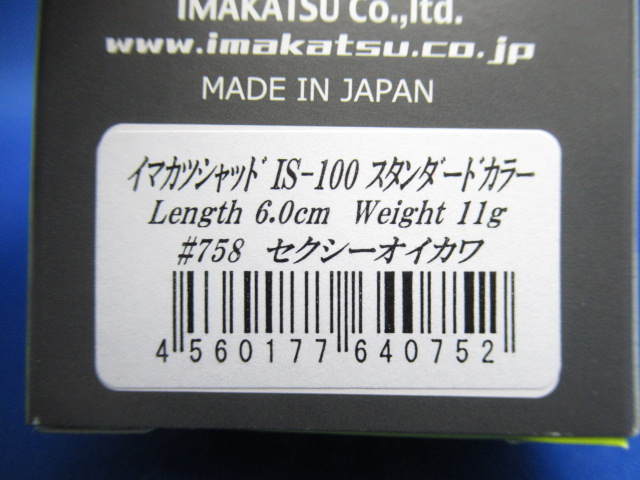 IMAKATSU Co.,ltd.
www.imakatsu.co.jp
MADE IN JAPAN
イマカツシャッド IS-100 スタンダードカラー
Length 6.0cm Weight 11g
#758 セクシーオイカワ
4 560177 640752